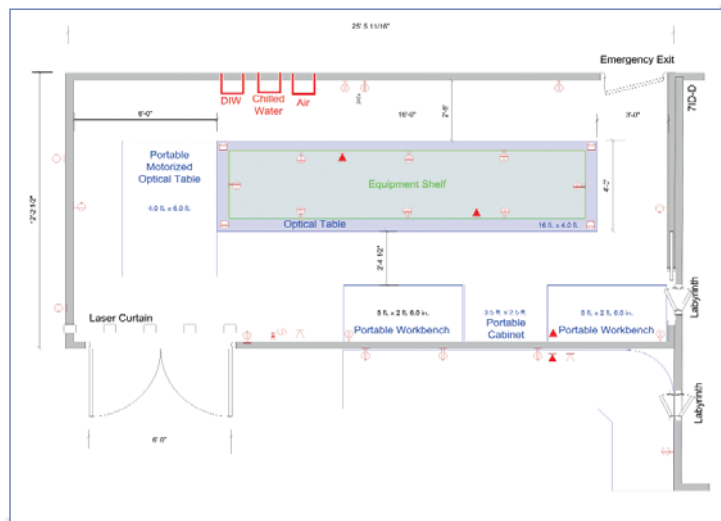 25'-5 11/16"
Emergency Exit
7ID-D
DIW
Chilled
Water
Air
6'-0"
16'-0"
2'-5"
3'-0"
Portable
Motorized
Optical Table
4.0 ft. x 6.0 ft.
Equipment Shelf
4'-2"
Optical Table
16 ft. x 4.0 ft.
2'-4 1/2"
Laser Curtain
5 ft. x 2 ft. 6.0 in.
Portable Workbench
3.5 ft. x 2.5 ft.
Portable
Cabinet
5 ft. x 2 ft. 6.0 in.
Portable Workbench
Labyrinth
Labyrinth
6'-0"